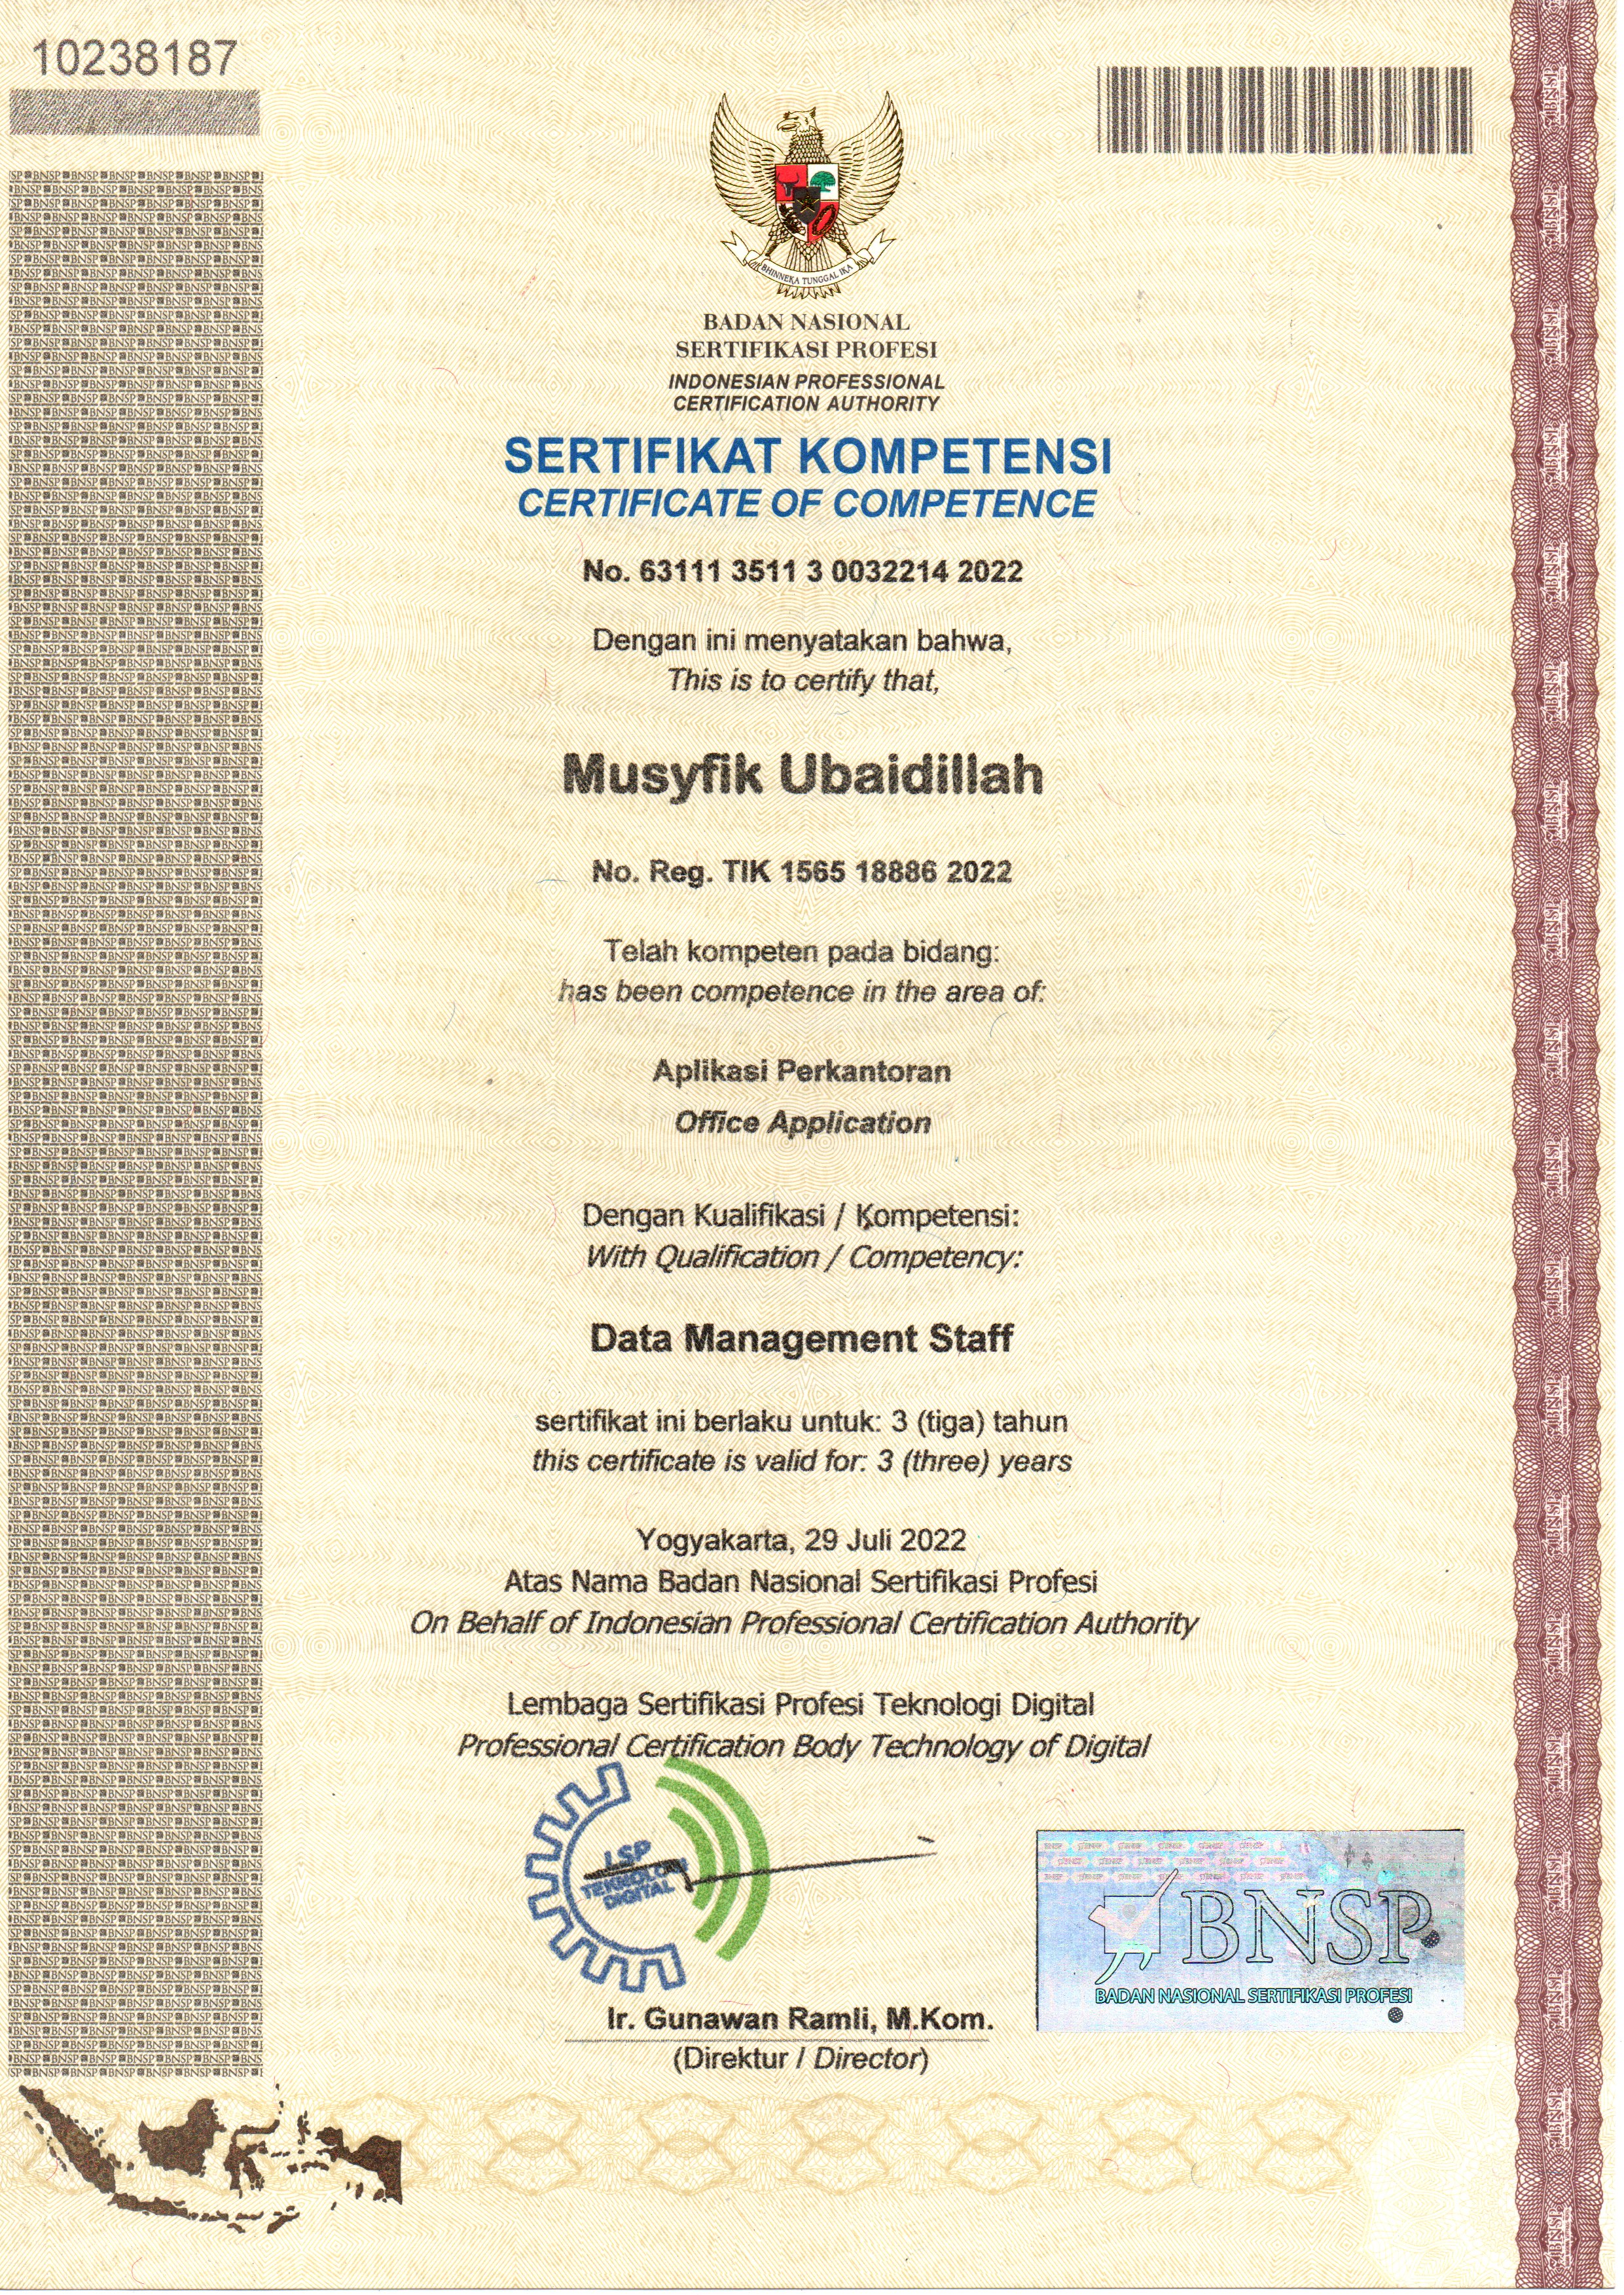 10238187
BHINNEKA TUNGGAL IKA
BADAN NASIONAL
SERTIFIKASI PROFESI
INDONESIAN PROFESSIONAL
CERTIFICATION AUTHORITY
SERTIFIKAT KOMPETENSI
CERTIFICATE OF COMPETENCE
No. 63111 3511 3 0032214 2022
Dengan ini menyatakan bahwa,
This is to certify that,
Musyfik Ubaidillah
No. Reg. TIK 1565 18886 2022
Telah kompeten pada bidang:
has been competence in the area of:
Aplikasi Perkantoran
Office Application
Dengan Kualifikasi / Kompetensi:
With Qualification / Competency:
Data Management Staff
sertifikat ini berlaku untuk: 3 (tiga) tahun
this certificate is valid for: 3 (three) years
Yogyakarta, 29 Juli 2022
Atas Nama Badan Nasional Sertifikasi Profesi
On Behalf of Indonesian Professional Certification Authority
Lembaga Sertifikasi Profesi Teknologi Digital
Professional Certification Body Technology of Digital
LSP
TEKNOLOGI
DIGITAL
BNSP
BADAN NASIONAL SERTIFIKASI PROFESI
Ir. Gunawan Ramli, M.Kom.
(Direktur / Director)